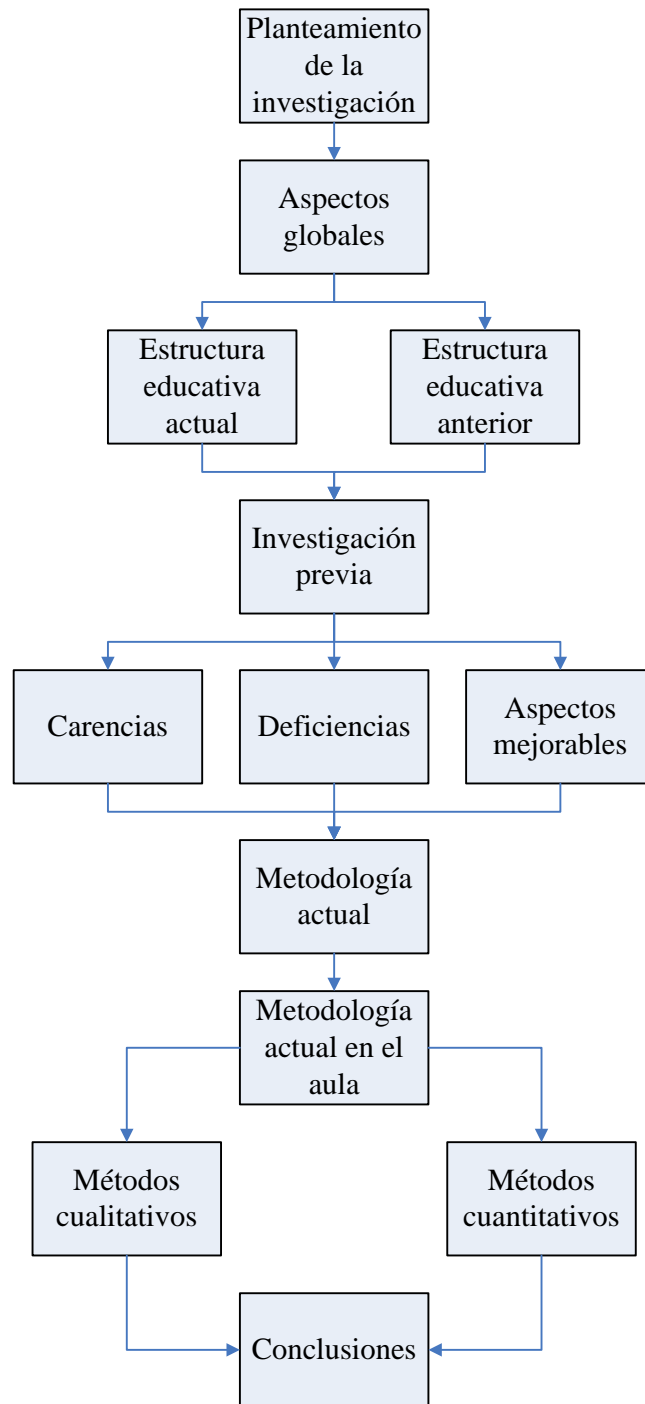 Planteamiento
de la
investigación
Aspectos
globales
Estructura
educativa
actual
Estructura
educativa
anterior
Investigación
previa
Carencias
Deficiencias
Aspectos
mejorables
Metodología
actual
Metodología
actual en el
aula
Métodos
cualitativos
Métodos
cuantitativos
Conclusiones